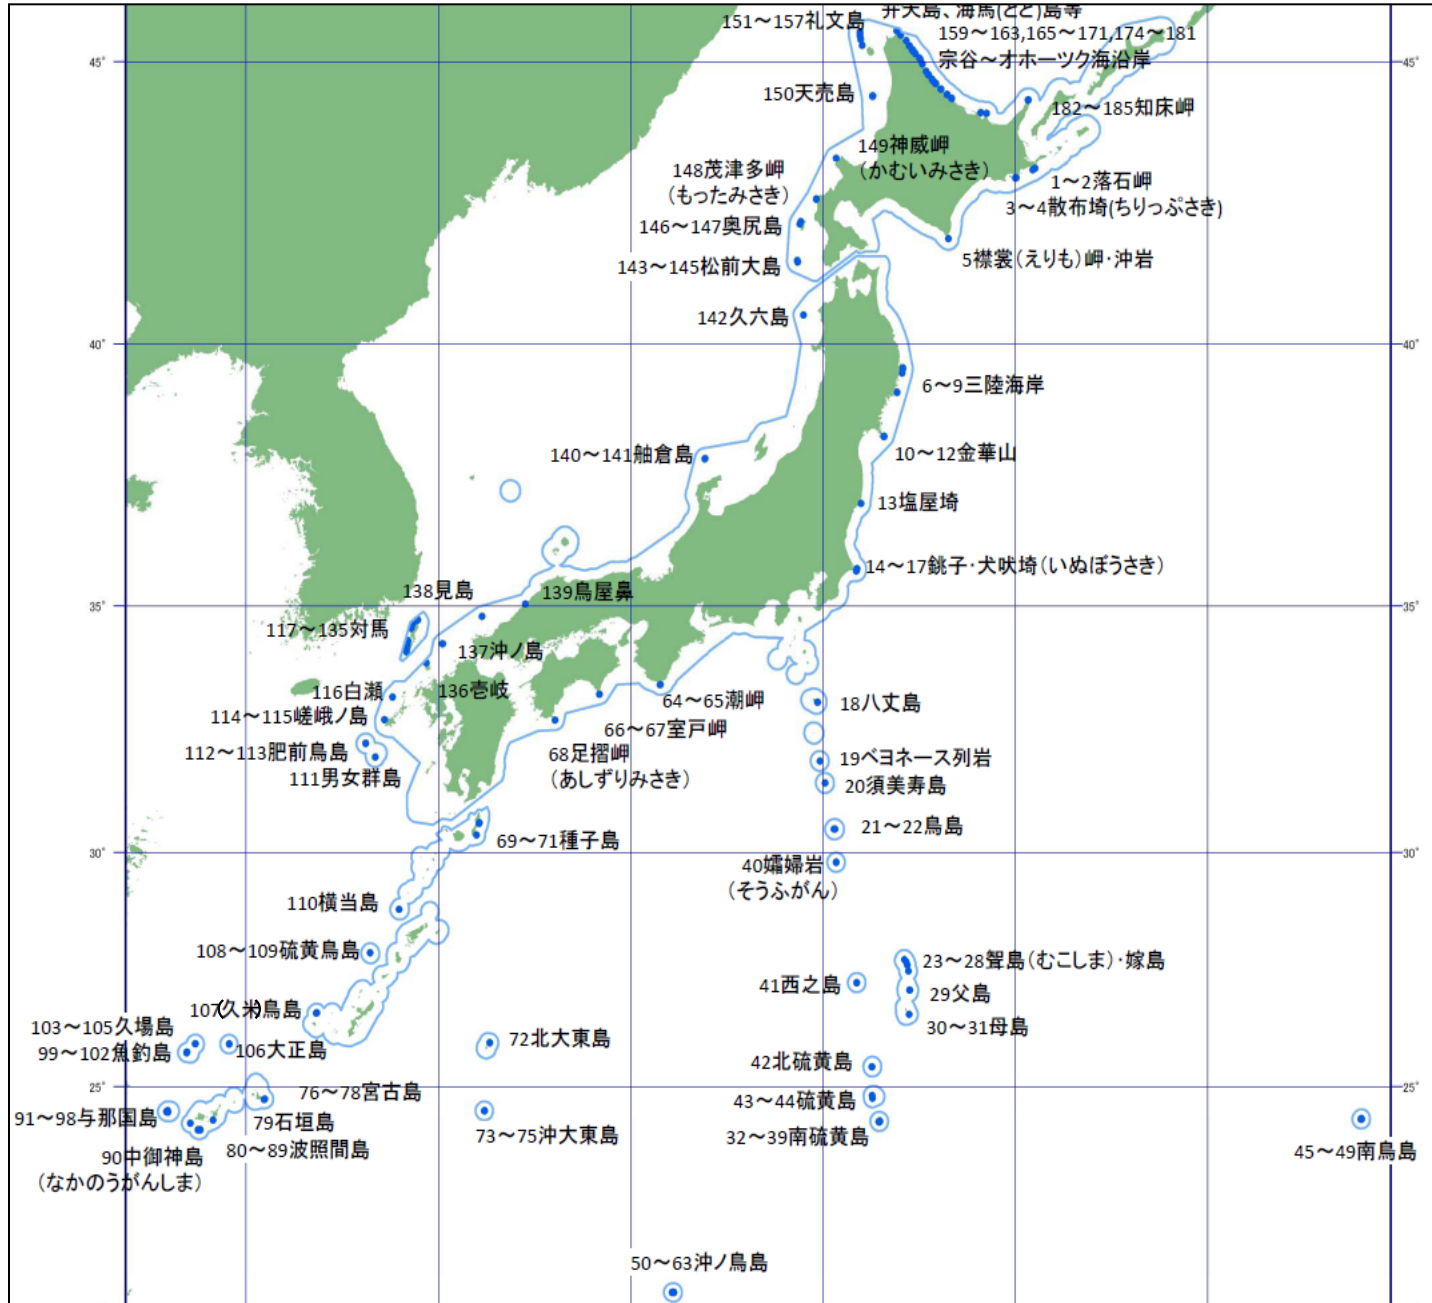 弁天島、海馬(とど)島等
151～157礼文島
159～163,165～171,174～181
宗谷～オホーツク海沿岸
45°
45°
150天売島
182～185知床岬
149神威岬
（かむいみさき）
148茂津多岬
（もったみさき）
1～2落石岬
3～4散布埼(ちりっぷさき)
146～147奥尻島
5襟裳（えりも）岬・沖岩
143～145松前大島
142久六島
40°
40°
6～9三陸海岸
140～141舳倉島
10～12金華山
13塩屋埼
14～17銚子・犬吠埼（いぬぼうさき）
138見島
139鳥屋鼻
35°
35°
117～135対馬
137沖ノ島
116白瀬
136壱岐
64～65潮岬
18八丈島
114～115嵯峨ノ島
66～67室戸岬
112～113肥前鳥島
68足摺岬
（あしずりみさき）
19ベヨネース列岩
111男女群島
20須美寿島
21～22鳥島
69～71種子島
30°
30°
40孀婦岩
（そうふがん）
110横当島
108～109硫黄鳥島
23～28聟島（むこしま）・嫁島
41西之島
29父島
107(久米)鳥島
30～31母島
103～105久場島
72北大東島
99～102魚釣島
106大正島
42北硫黄島
25°
25°
76～78宮古島
43～44硫黄島
91～98与那国島
79石垣島
73～75沖大東島
32～39南硫黄島
80～89波照間島
45～49南鳥島
90中御神島
（なかのうがんしま）
50～63沖ノ鳥島